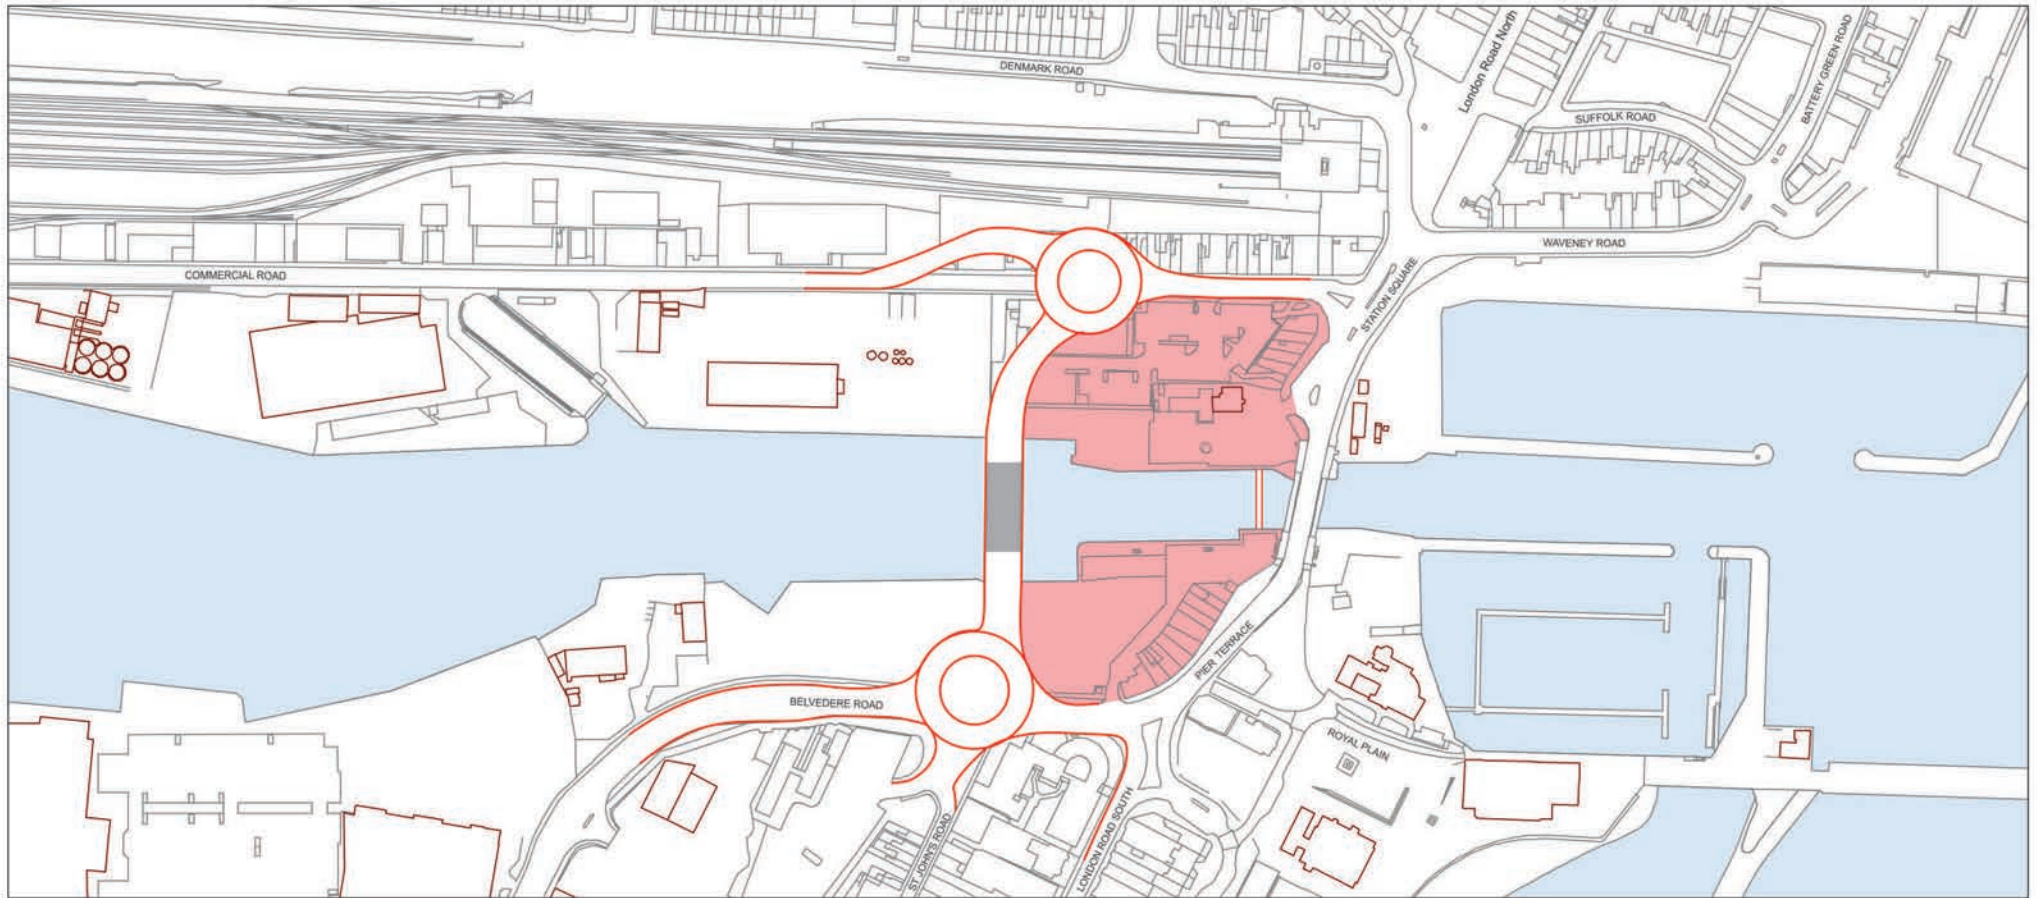 DENMARK ROAD
London Road North
BATTERY GREEN ROAD
SUFFOLK ROAD
WAVENEY ROAD
COMMERCIAL ROAD
STATION SQUARE
PIER TERRACE
BELVEDERE ROAD
ROYAL PLAIN
ST JOHN'S ROAD
LONDON ROAD SOUTH